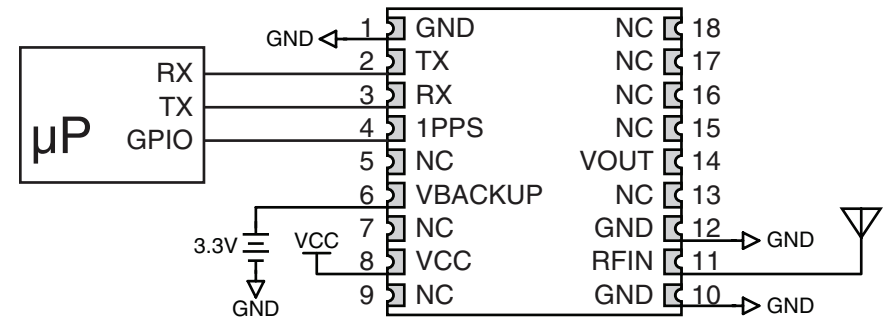 GND 1 GND NC 18
RX 2 TX NC 17
TX 3 RX NC 16
µP GPIO 4 1PPS NC 15
5 NC VOUT 14
6 VBACKUP NC 13
7 NC GND 12 GND
3.3V VCC 8 VCC RFIN 11
GND 9 NC GND 10 GND